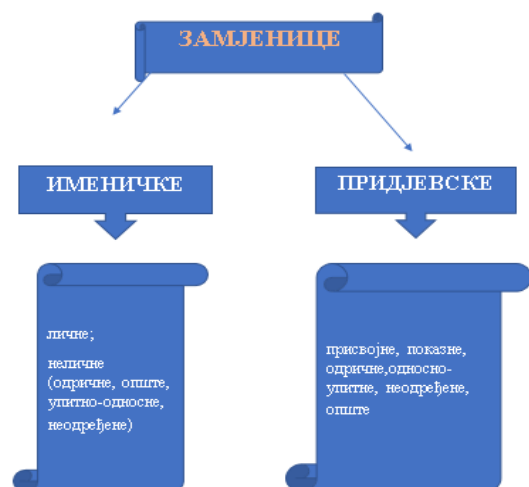 ЗАМЈЕНИЦЕ
ИМЕНИЧКЕ
ПРИДЈЕВСКЕ
личне;
неличне
(одричне, опште,
упитно-односне,
неодређене)
присвојне, показне,
одричне,односно-
упитне, неодређене,
опште